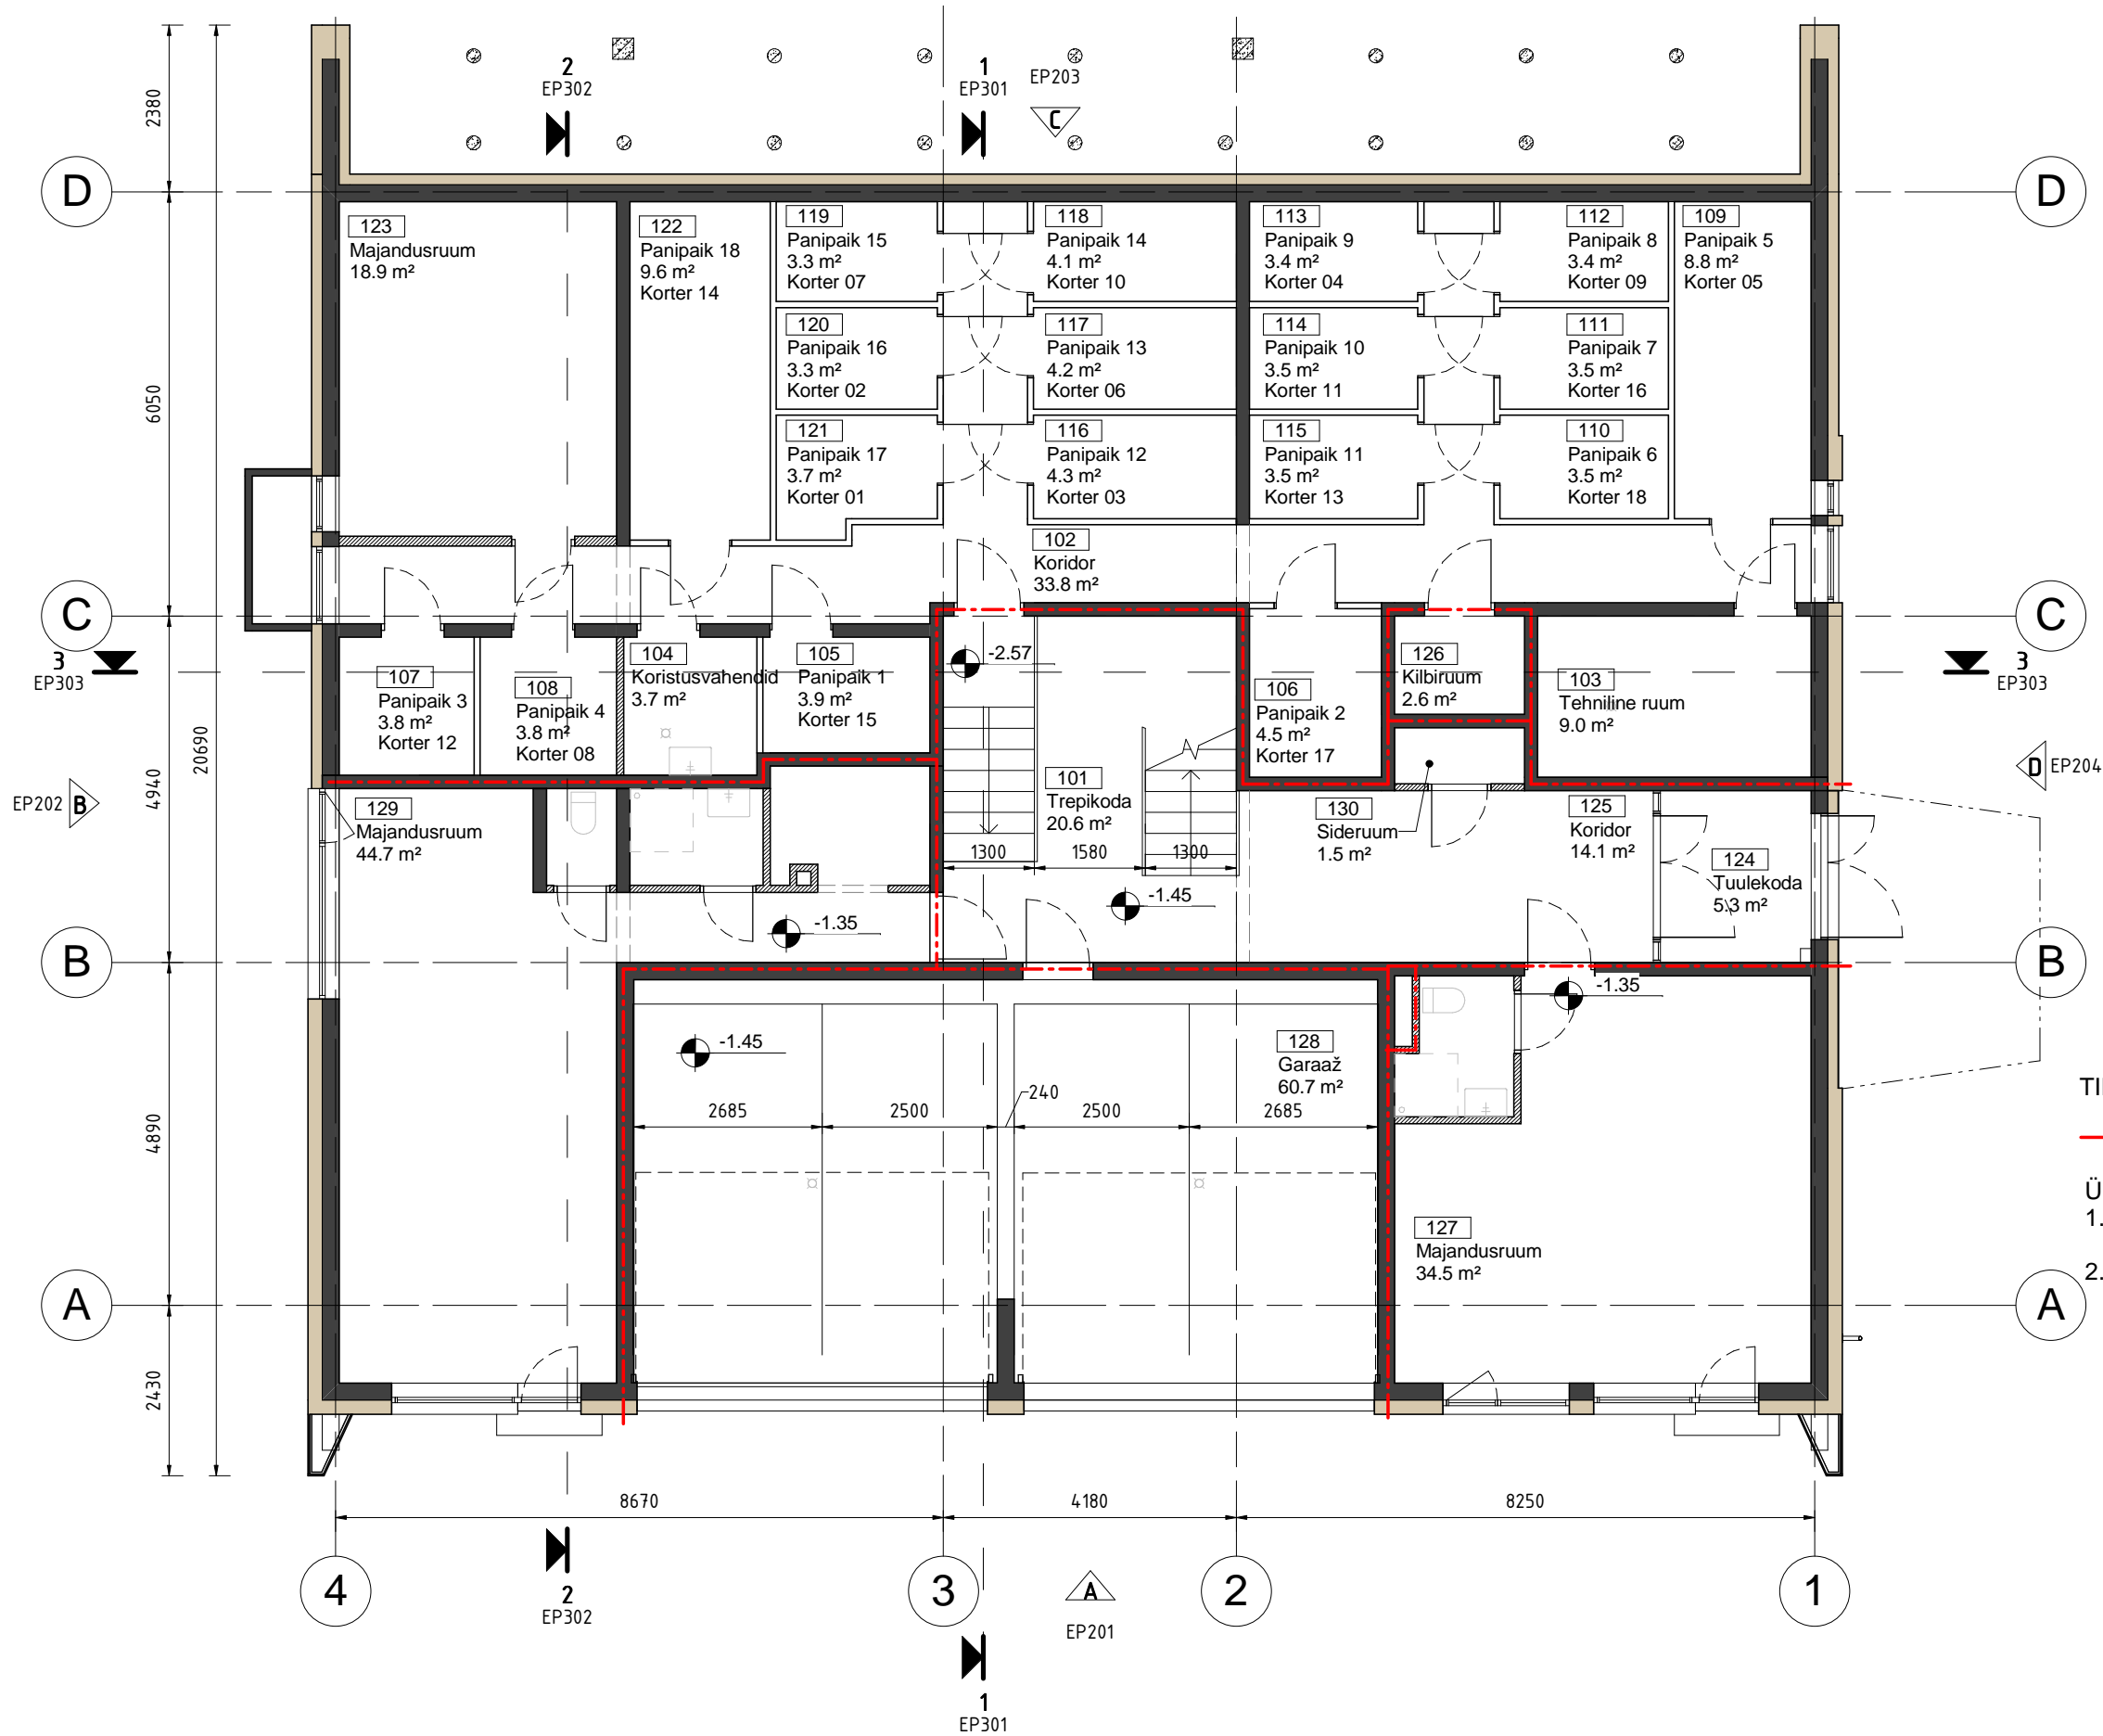 2
EP302
1
EP301
EP203
C
2380
D
D
123
Majandusruum
18.9 m²
122
Panipaik 18
9.6 m²
Korter 14
119
Panipaik 15
3.3 m²
Korter 07
118
Panipaik 14
4.1 m²
Korter 10
113
Panipaik 9
3.4 m²
Korter 04
112
Panipaik 8
3.4 m²
Korter 09
109
Panipaik 5
8.8 m²
Korter 05
120
Panipaik 16
3.3 m²
Korter 02
117
Panipaik 13
4.2 m²
Korter 06
114
Panipaik 10
3.5 m²
Korter 11
111
Panipaik 7
3.5 m²
Korter 16
6050
121
Panipaik 17
3.7 m²
Korter 01
116
Panipaik 12
4.3 m²
Korter 03
115
Panipaik 11
3.5 m²
Korter 13
110
Panipaik 6
3.5 m²
Korter 18
102
Koridor
33.8 m²
C
C
3
EP303
3
EP303
107
Panipaik 3
3.8 m²
Korter 12
108
Panipaik 4
3.8 m²
Korter 08
104
Koristusvahendid
3.7 m²
105
Panipaik 1
3.9 m²
Korter 15
-2.57
106
Panipaik 2
4.5 m²
Korter 17
126
Kilbiruum
2.6 m²
103
Tehniline ruum
9.0 m²
20690
4940
EP202
B
D
EP204
129
Majandusruum
44.7 m²
101
Trepikoda
20.6 m²
1300
1580
1300
130
Sideruum
1.5 m²
125
Koridor
14.1 m²
124
Tuulekoda
5.3 m²
-1.35
-1.45
B
B
-1.35
-1.45
128
Garaaž
60.7 m²
240
2685
2500
2500
2685
4890
TI
Ü
1.
2.
127
Majandusruum
34.5 m²
A
A
2430
8670
4180
8250
4
3
2
1
2
EP302
A
EP201
1
EP301